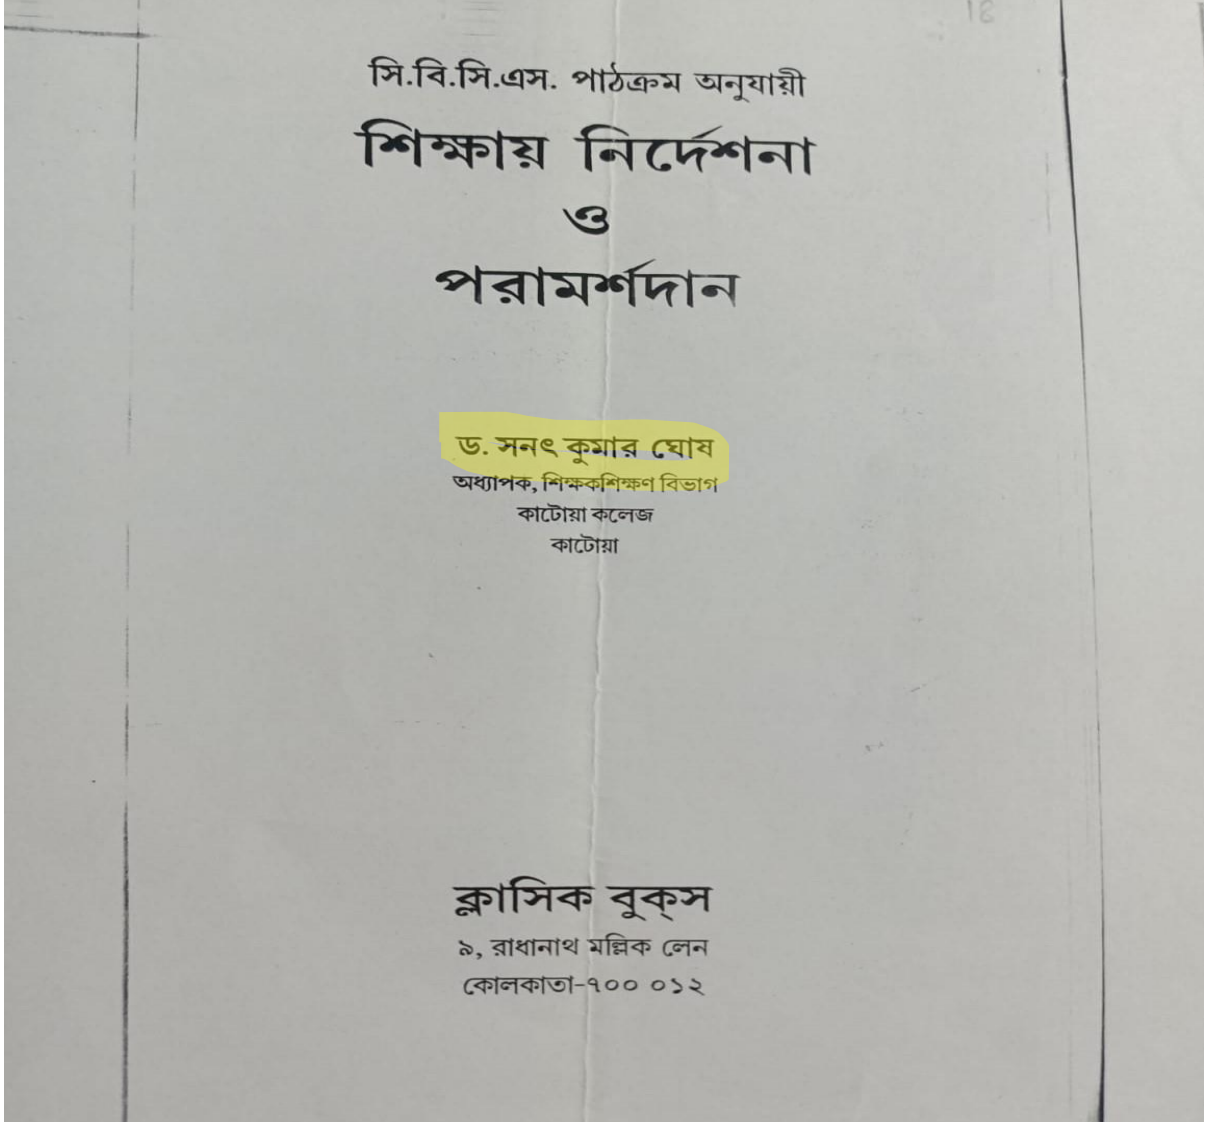 18
সি.বি.সি.এস. পাঠক্রম অনুযায়ী
শিক্ষায় নির্দেশনা
ও
পরামর্শদান
ড. সনৎ কুমার ঘোষ
অধ্যাপক, শিক্ষকশিক্ষণ বিভাগ
কাটোয়া কলেজ
কাটোয়া
ক্লাসিক বুক্‌স
৯, রাধানাথ মল্লিক লেন
কোলকাতা-৭০০ ০১২